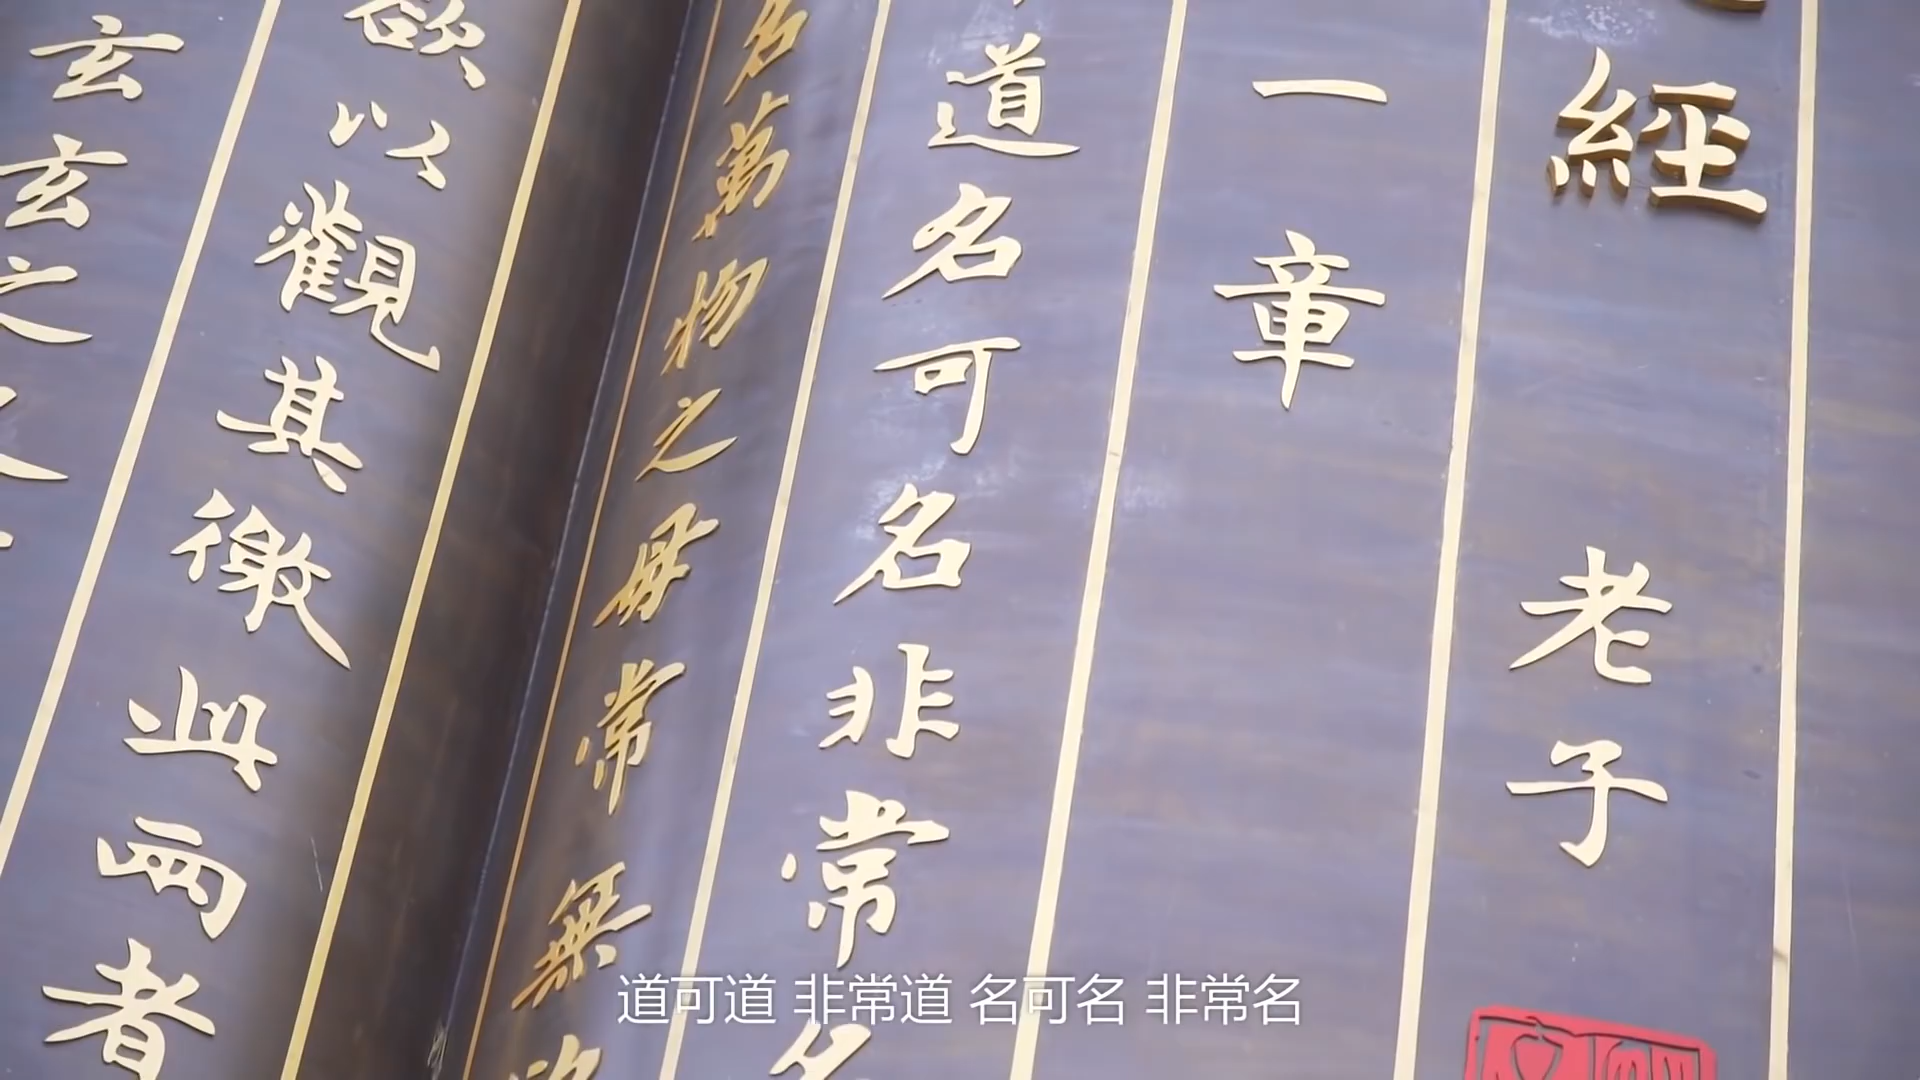 經 老子
一章
道名可名非常名
名萬物之母常無欲
欲以觀其徼此兩者
玄玄之
道可道 非常道 名可名 非常名